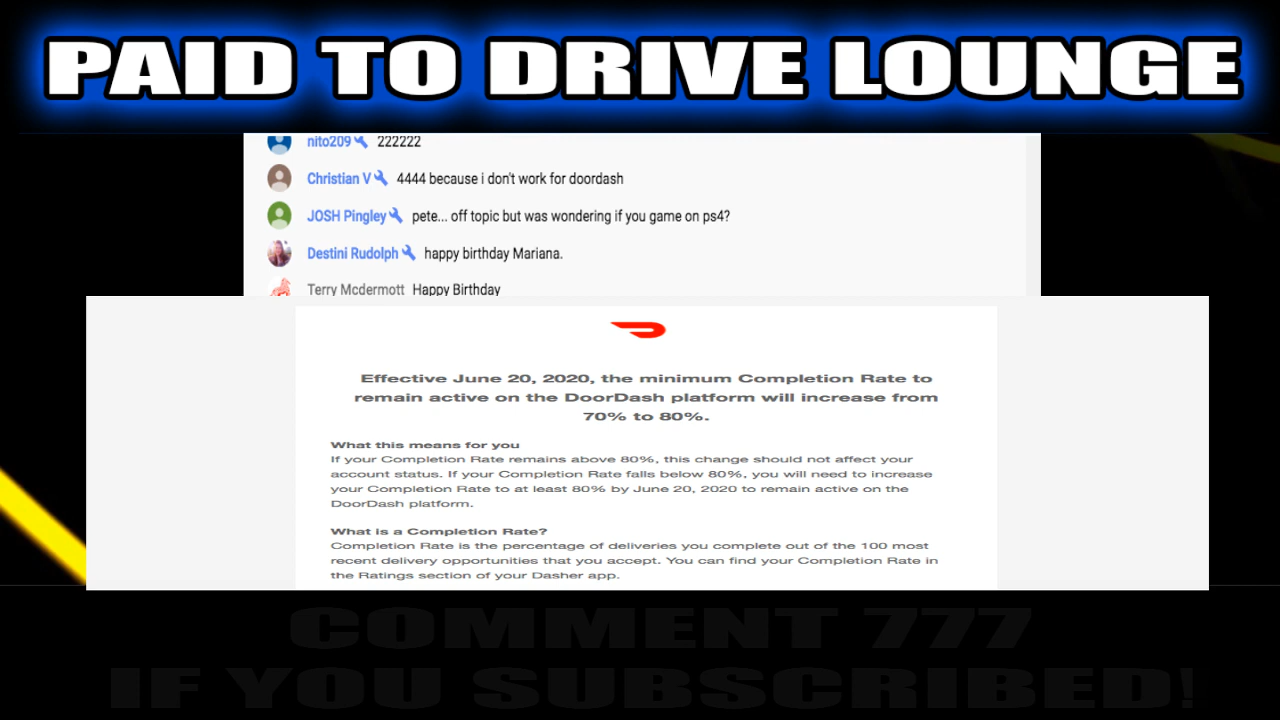 PAID TO DRIVE LOUNGE
nito209 222222
Christian V 4444 because i don't work for doordash
JOSH Pingley pete... off topic but was wondering if you game on ps4?
Destini Rudolph happy birthday Mariana.
Terry Mcdermott Happy Birthday
Effective June 20, 2020, the minimum Completion Rate to
remain active on the DoorDash platform will increase from
70% to 80%.
What this means for you
If your Completion Rate remains above 80%, this change should not affect your
account status. If your Completion Rate falls below 80%, you will need to increase
your Completion Rate to at least 80% by June 20, 2020 to remain active on the
DoorDash platform.
What is a Completion Rate?
Completion Rate is the percentage of deliveries you complete out of the 100 most
recent delivery opportunities that you accept. You can find your Completion Rate in
the Ratings section of your Dasher app.
COMMENT 777
IF YOU SUBSCRIBED!